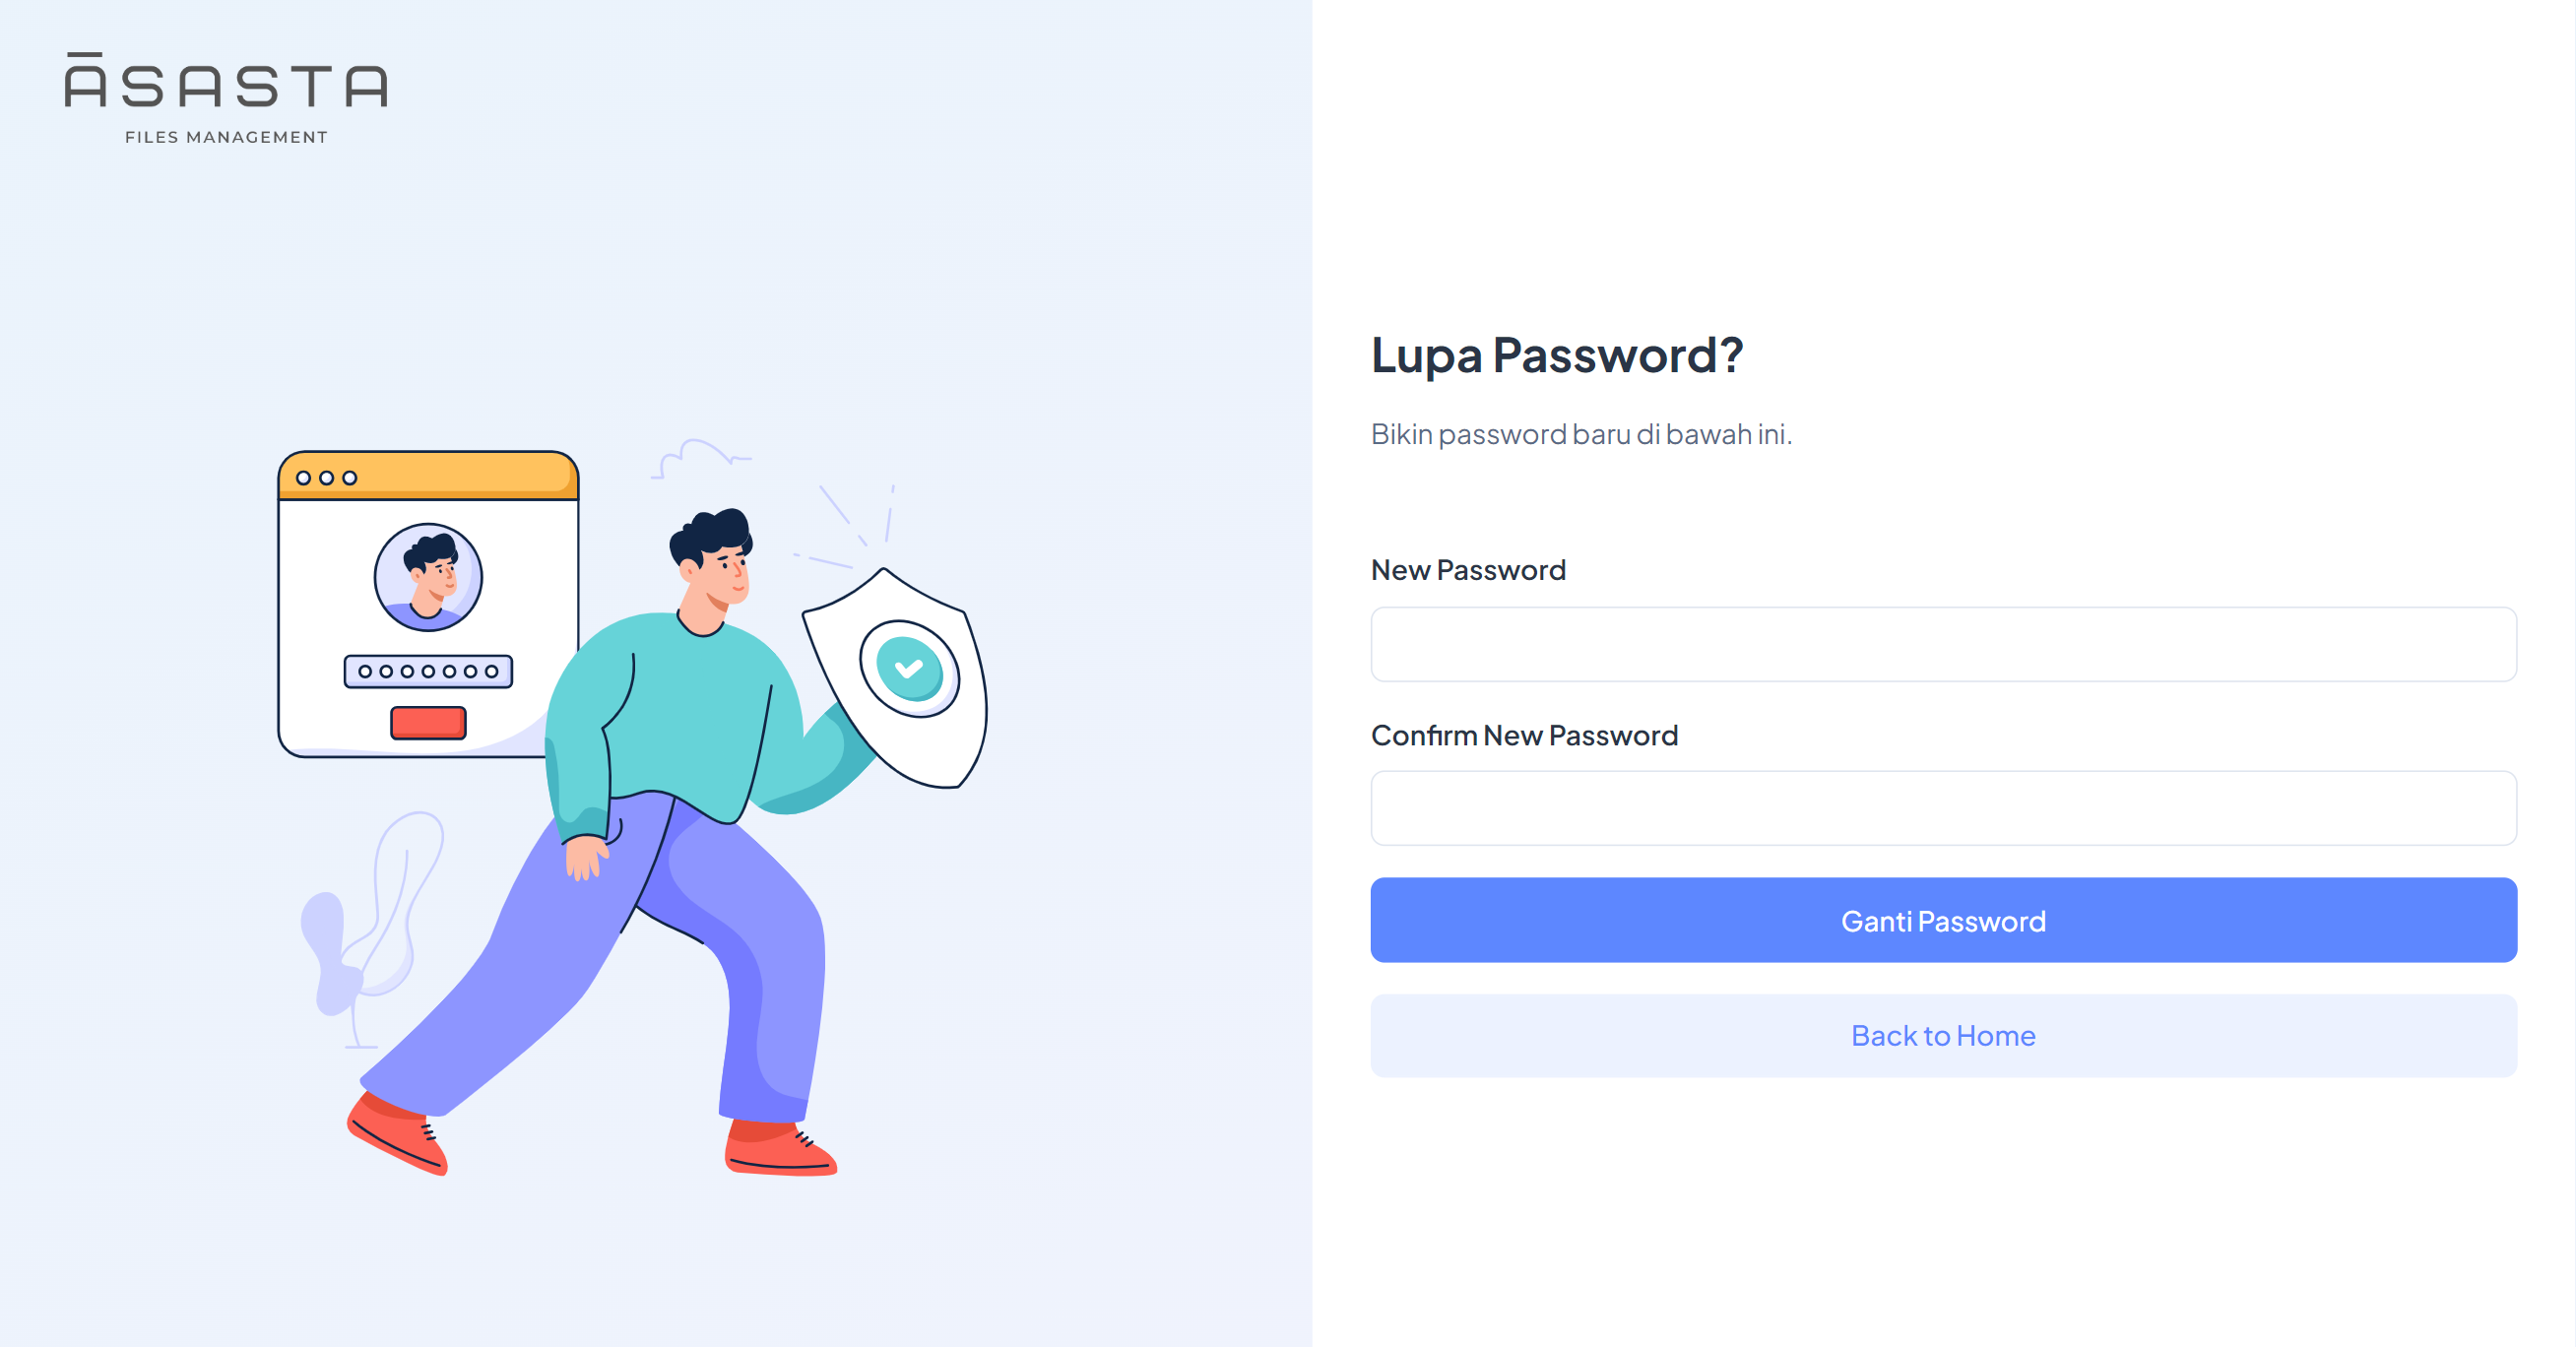 ĀSASTA
FILES MANAGEMENT
Lupa Password?
Bikin password baru di bawah ini.
New Password
Confirm New Password
Ganti Password
Back to Home